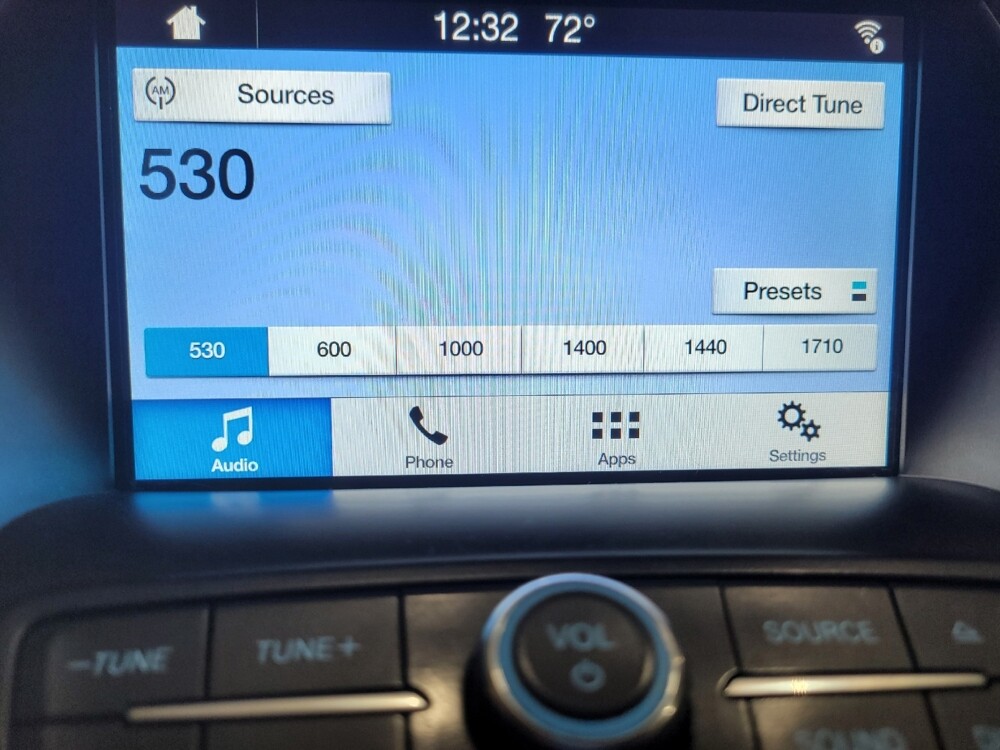 12:32 72°
AM Sources
Direct Tune
530
Presets
530 600 1000 1400 1440 1710
Audio Phone Apps Settings
VOL
-TUNE TUNE+ SOURCE
SOUND